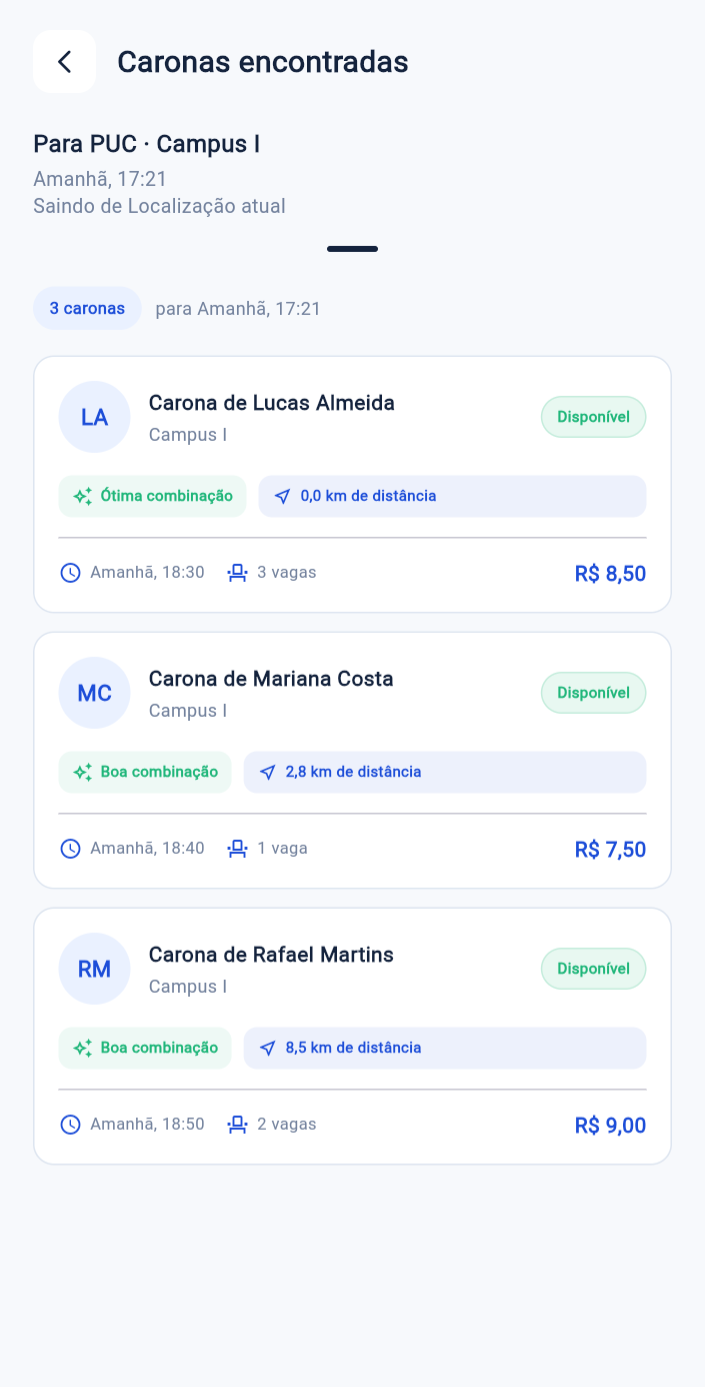 Caronas encontradas
Para PUC · Campus I
Amanhã, 17:21
Saindo de Localização atual
3 caronas para Amanhã, 17:21
LA
Carona de Lucas Almeida
Campus I
Disponível
Ótima combinação
0,0 km de distância
Amanhã, 18:30
3 vagas
R$ 8,50
MC
Carona de Mariana Costa
Campus I
Disponível
Boa combinação
2,8 km de distância
Amanhã, 18:40
1 vaga
R$ 7,50
RM
Carona de Rafael Martins
Campus I
Disponível
Boa combinação
8,5 km de distância
Amanhã, 18:50
2 vagas
R$ 9,00